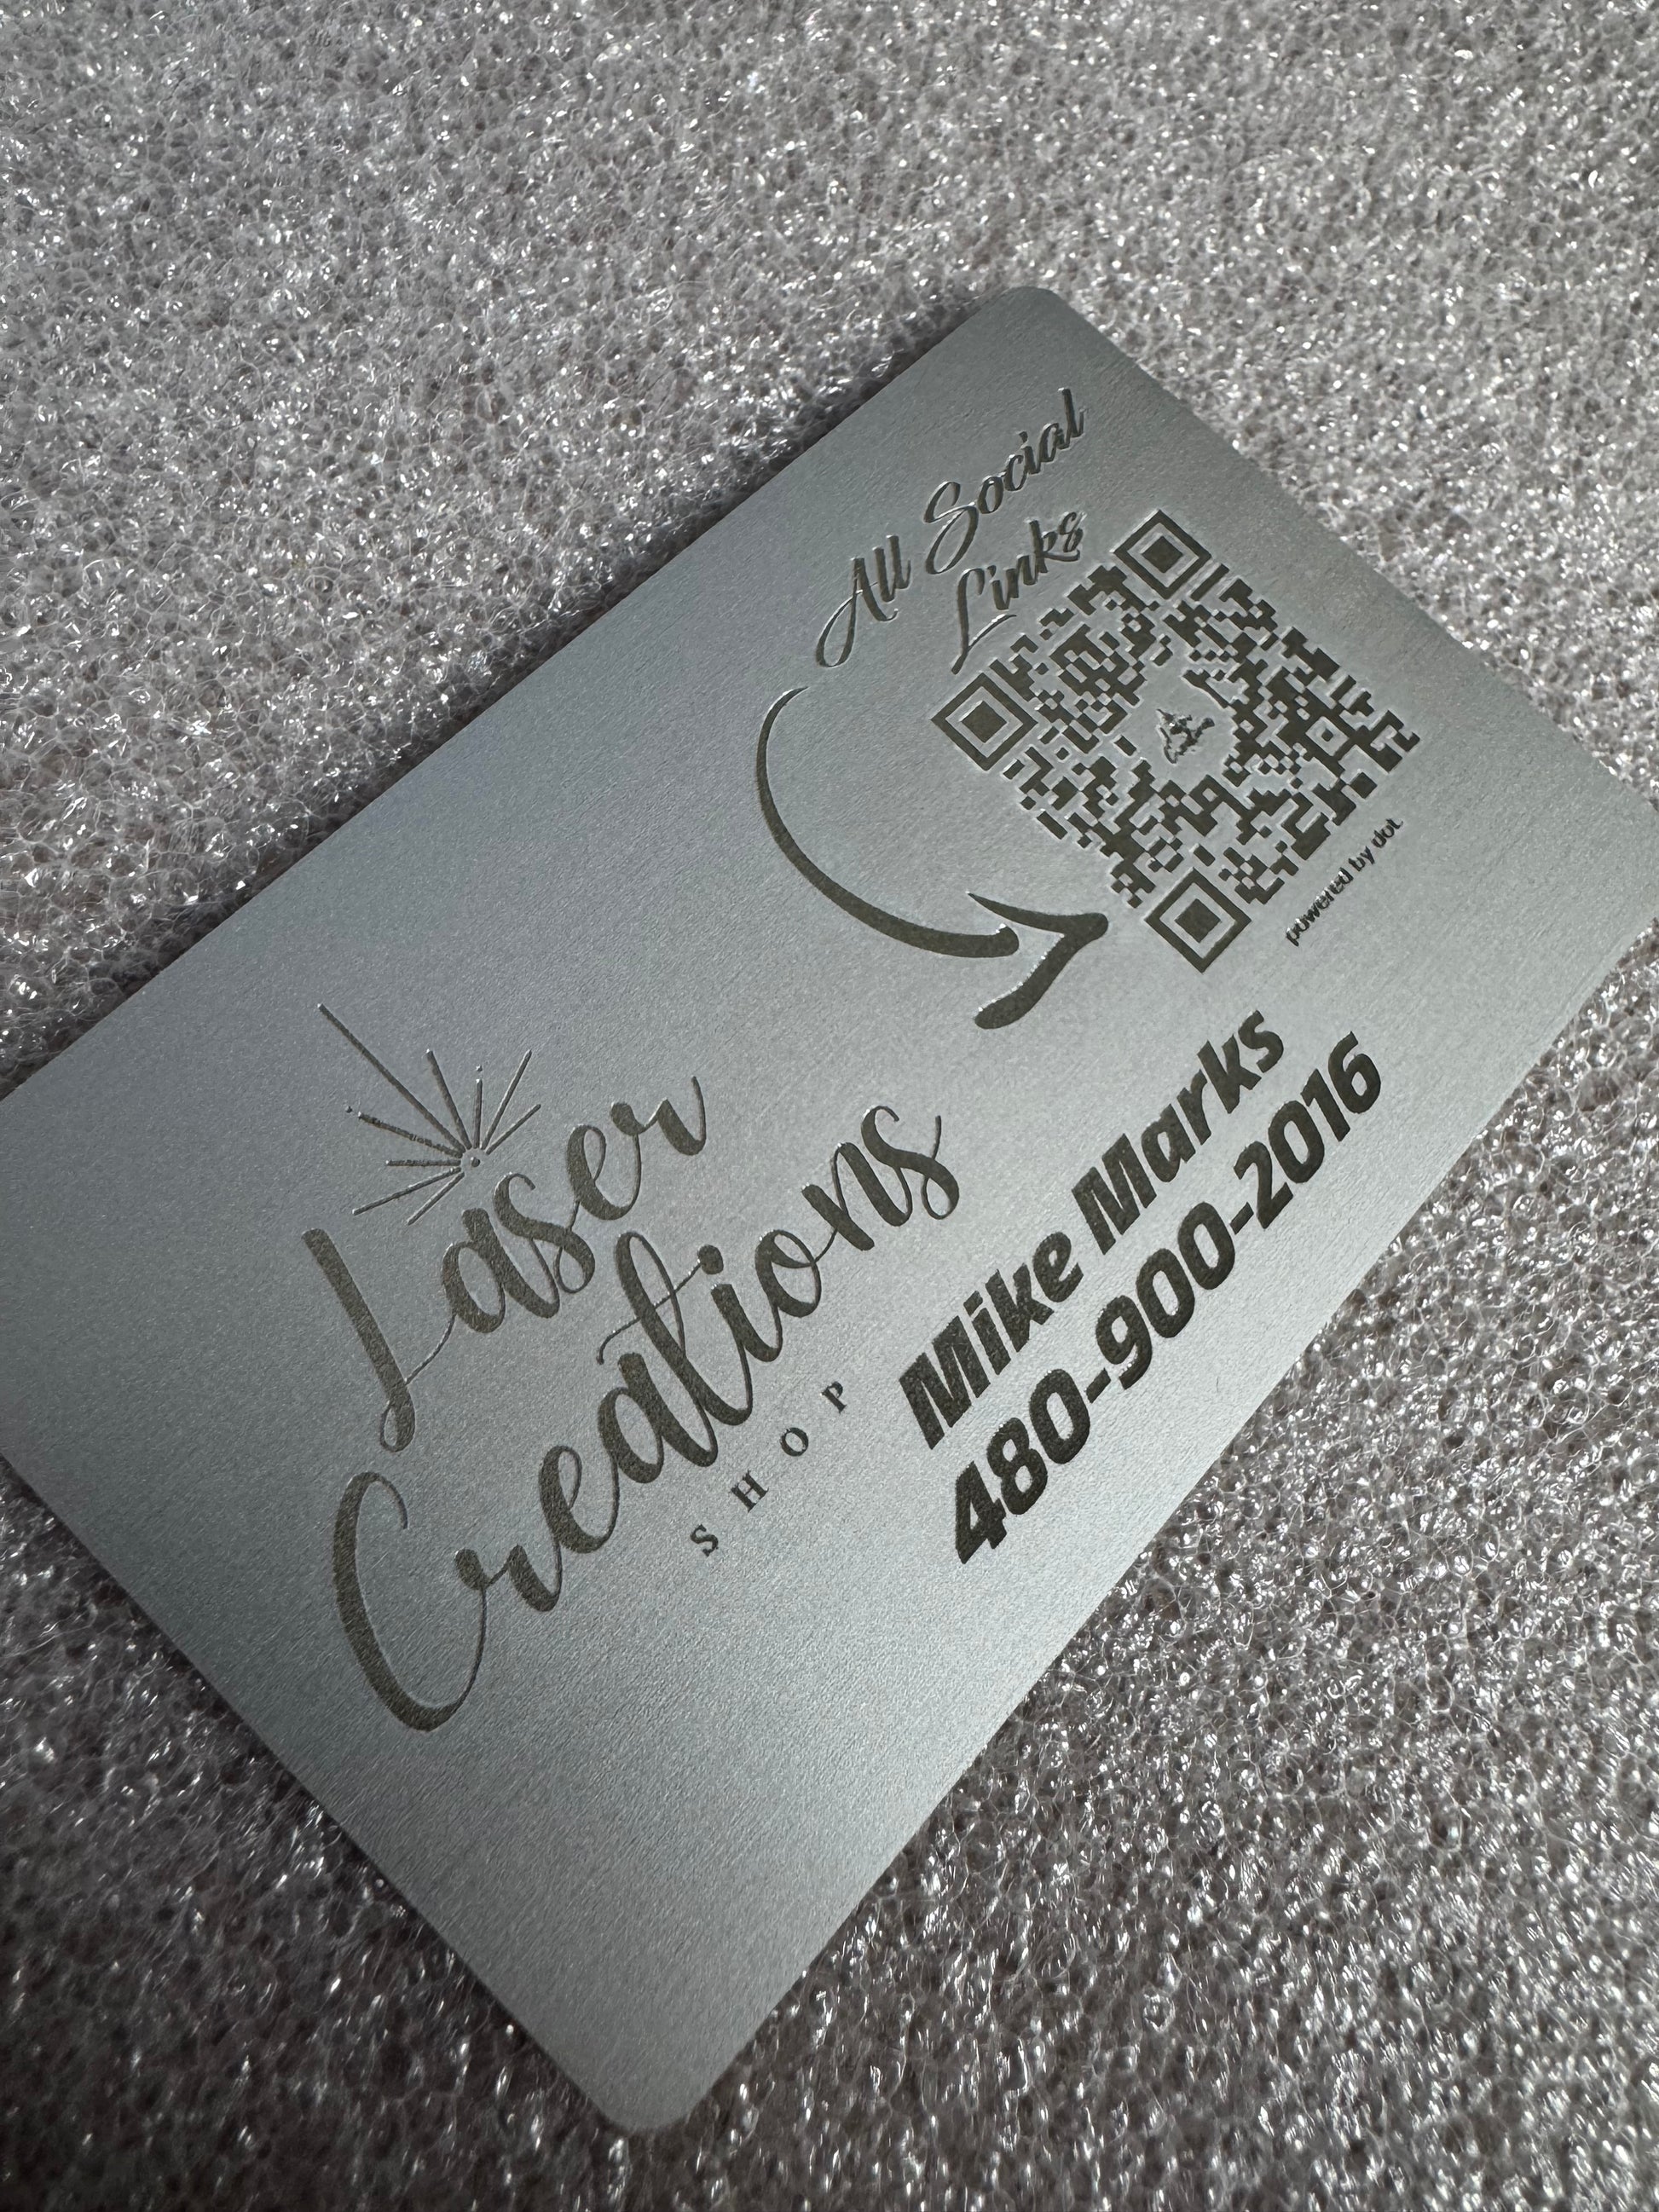 All Social
Links
powered by dot.
Laser
Creations
SHOP
Mike Marks
480-900-2016